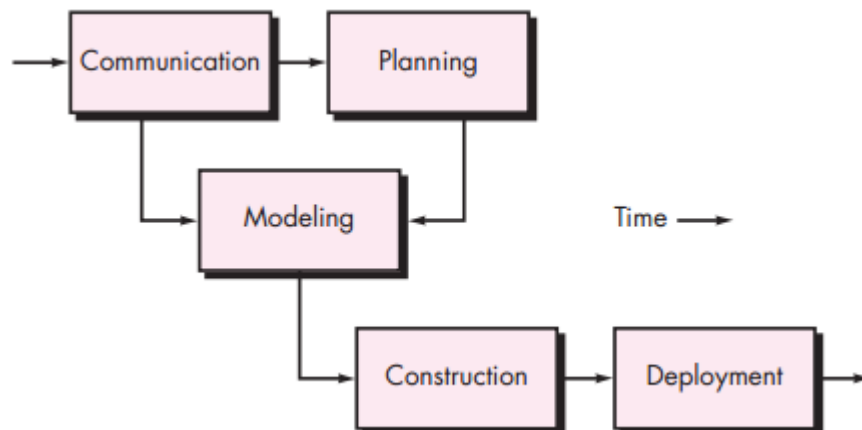 Communication
Planning
Modeling
Time
Construction
Deployment